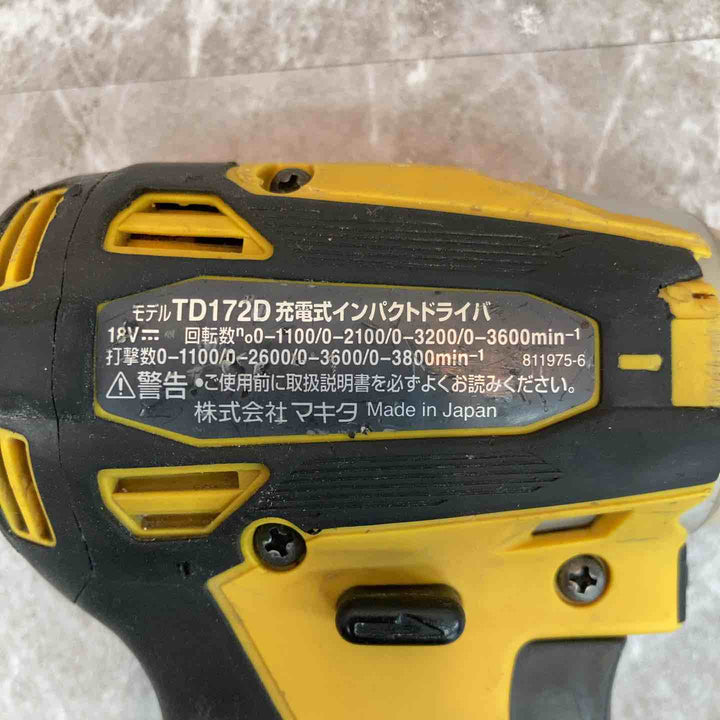 モデル TD172D 充電式インパクトドライバ
18V⎓ 回転数n₀0-1100/0-2100/0-3200/0-3600min⁻¹
打撃数0-1100/0-2600/0-3600/0-3800min⁻¹ 811975-6
⚠警告 •ご使用前に取扱説明書を必ずよくお読みください。
株式会社 マキタ Made in Japan